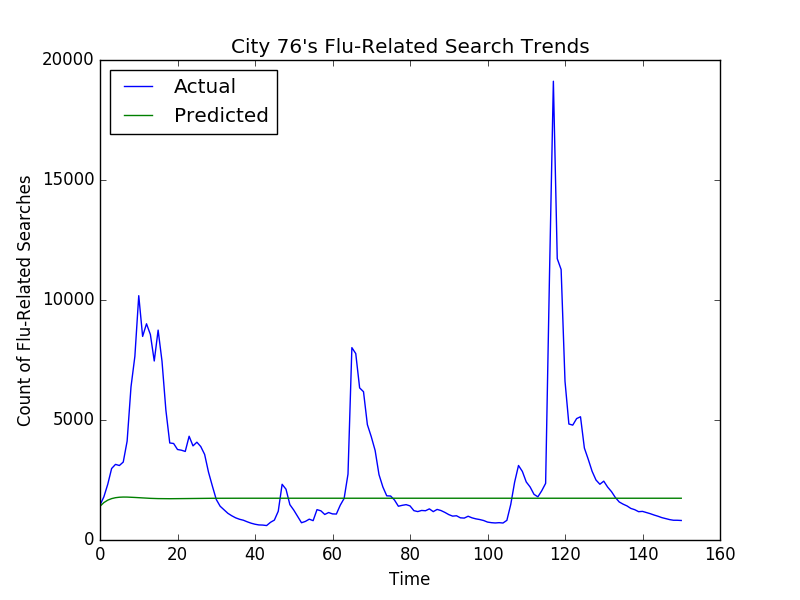 City 76's Flu-Related Search Trends
20000
15000
10000
5000
0
Count of Flu-Related Searches
Actual
Predicted
0 20 40 60 80 100 120 140 160
Time